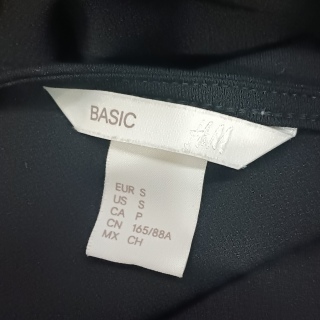 BASIC
H&M
EUR S
US S
CA P
CN 165/88A
MX CH